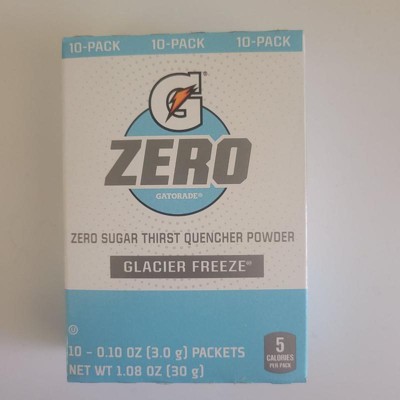 10-PACK 10-PACK 10-PACK
G
ZERO
GATORADE®
ZERO SUGAR THIRST QUENCHER POWDER
GLACIER FREEZE®
10 - 0.10 OZ (3.0 g) PACKETS
NET WT 1.08 OZ (30 g)
5
CALORIES
PER PACK